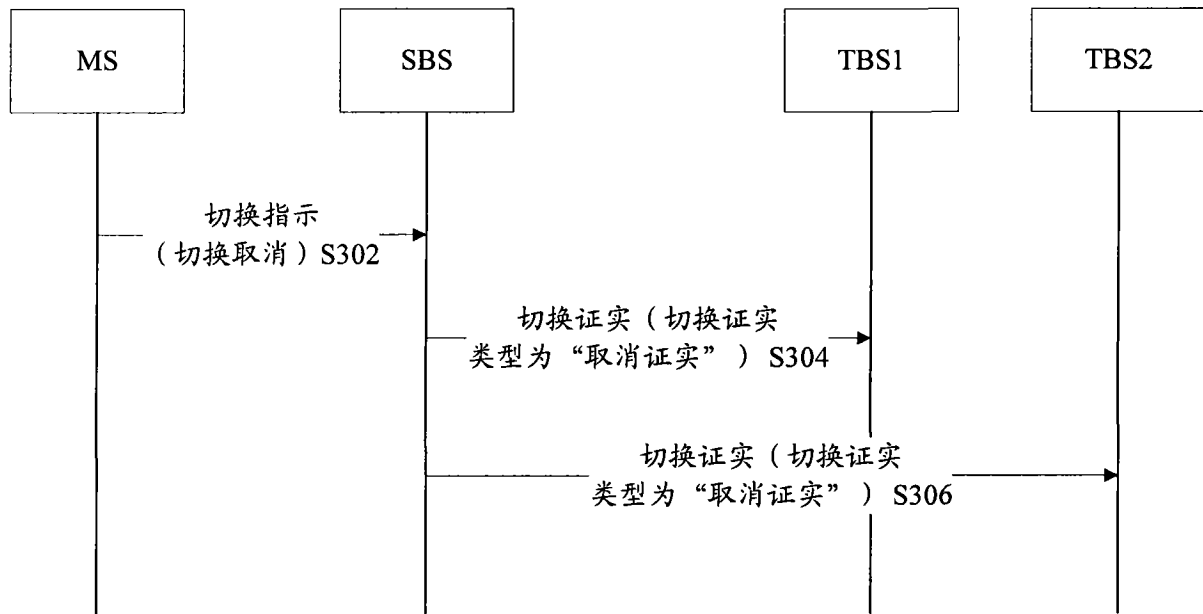 MS
SBS
TBS1
TBS2
切换指示
（切换取消）S302
切换证实（切换证实
类型为“取消证实”）S304
切换证实（切换证实
类型为“取消证实”）S306